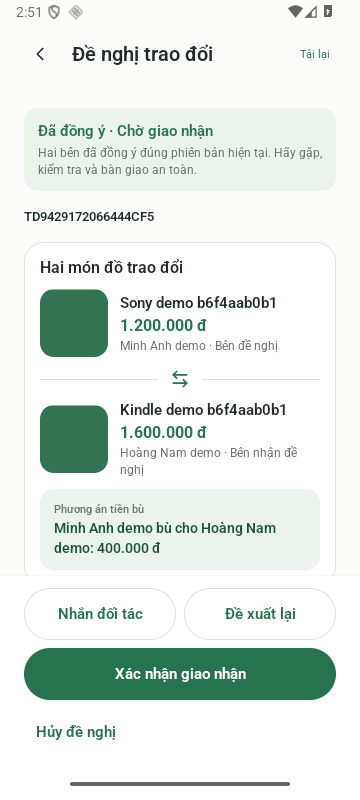 2:51
Đề nghị trao đổi
Tải lại
Đã đồng ý · Chờ giao nhận
Hai bên đã đồng ý đúng phiên bản hiện tại. Hãy gặp,
kiểm tra và bàn giao an toàn.
TD9429172066444CF5
Hai món đồ trao đổi
Sony demo b6f4aab0b1
1.200.000 đ
Minh Anh demo · Bên đề nghị
Kindle demo b6f4aab0b1
1.600.000 đ
Hoàng Nam demo · Bên nhận đề
nghị
Phương án tiền bù
Minh Anh demo bù cho Hoàng Nam
demo: 400.000 đ
Nhắn đối tác
Đề xuất lại
Xác nhận giao nhận
Hủy đề nghị